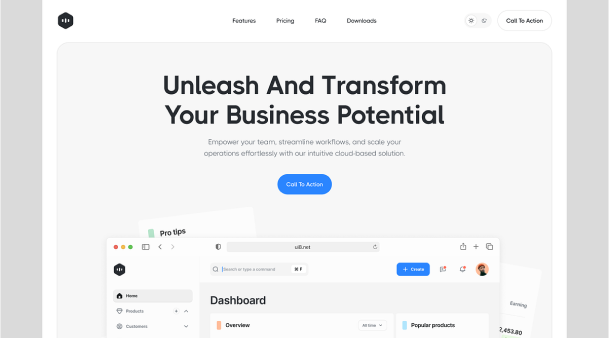 Features Pricing FAQ Downloads Call To Action
Unleash And Transform
Your Business Potential
Empower your team, streamline workflows, and scale your
operations effortlessly with our intuitive cloud-based solution.
Call To Action
Pro tips
ui8.net
Search or type a command ⌘ F + Create
Home
Dashboard
Products
Customers
Overview All time Popular products
Earning
2,453.80